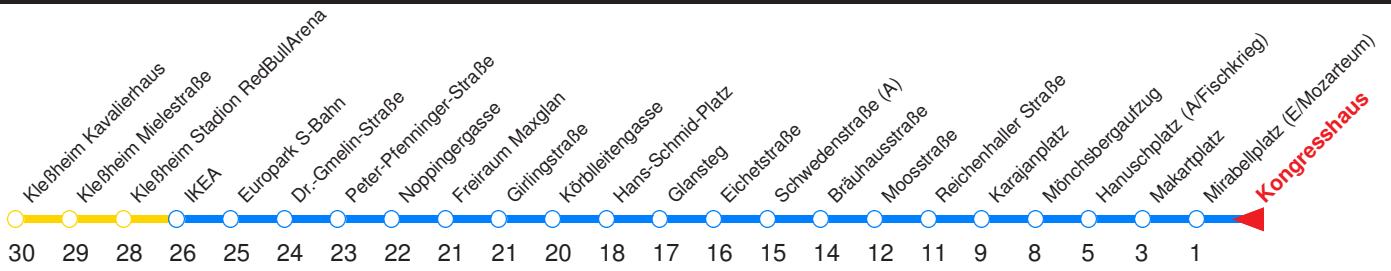 Kleßheim Kavalierhaus
Kleßheim Mielestraße
Kleßheim Stadion RedBullArena
IKEA
Europark S-Bahn
Dr.-Gmelin-Straße
Peter-Pfenninger-Straße
Noppingergasse
Freiraum Maxglan
Girlingstraße
Körblleitengasse
Hans-Schmid-Platz
Glansteg
Eichetstraße
Schwedenstraße (A)
Bräuhausstraße
Moosstraße
Reichenhaller Straße
Karajanplatz
Mönchsbergaufzug
Hanuschplatz (A/Fischkrieg)
Makartplatz
Mirabellplatz (E/Mozarteum)
Kongresshaus
30 29 28 26 25 24 23 22 21 21 20 18 17 16 15 14 12 11 9 8 5 3 1